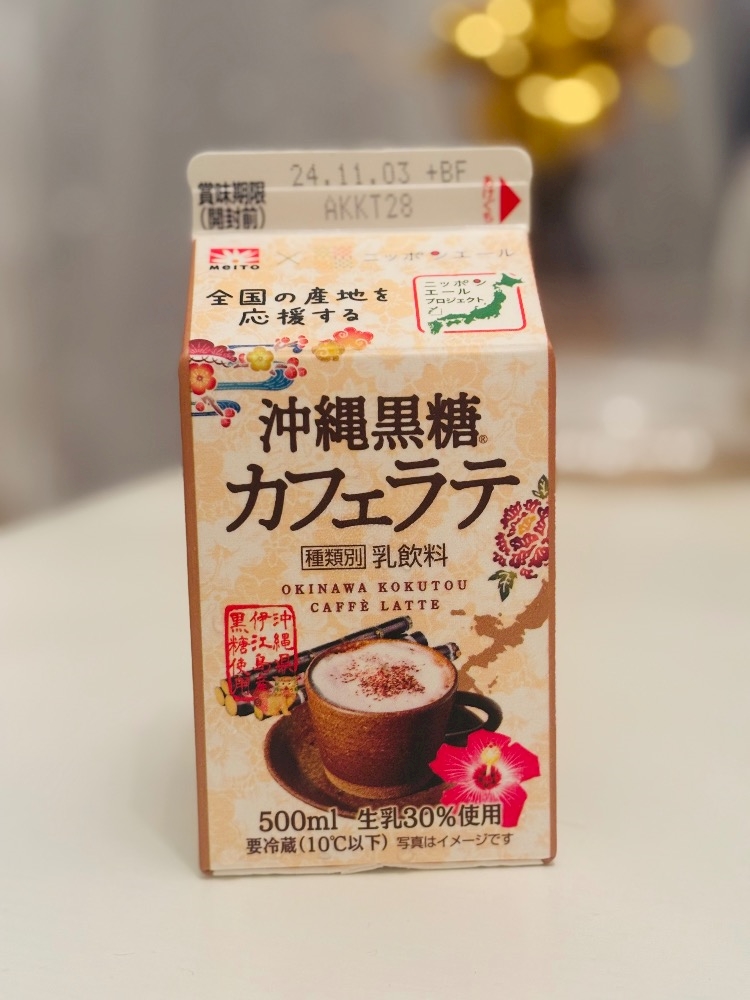 24.11.03 +BF
賞味期限
(開封前)
AKKT28
あけぐち
MEITO × ニッポンエール
全国の産地を
応援する
ニッポン
エール
プロジェクト
沖縄黒糖®
カフェラテ
種類別 乳飲料
OKINAWA KOKUTOU
CAFFÈ LATTE
沖縄県
伊江島産
黒糖使用
500ml 生乳30%使用
要冷蔵(10℃以下) 写真はイメージです